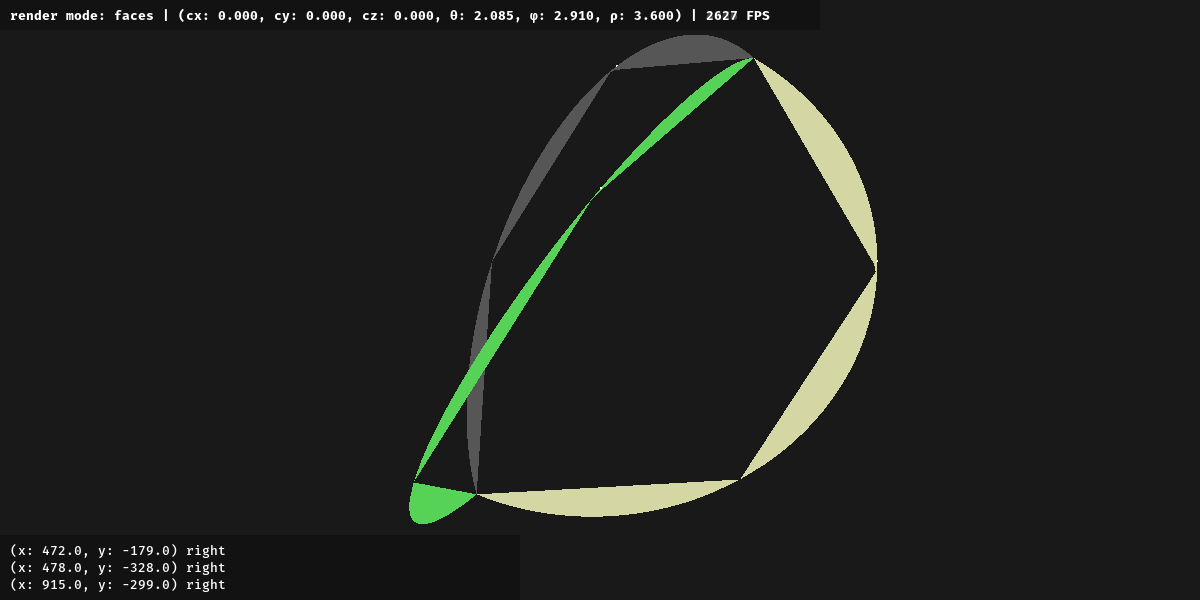 render mode: faces | (cx: 0.000, cy: 0.000, cz: 0.000, θ: 2.085, φ: 2.910, ρ: 3.600) | 2627 FPS
(x: 472.0, y: -179.0) right
(x: 478.0, y: -328.0) right
(x: 915.0, y: -299.0) right